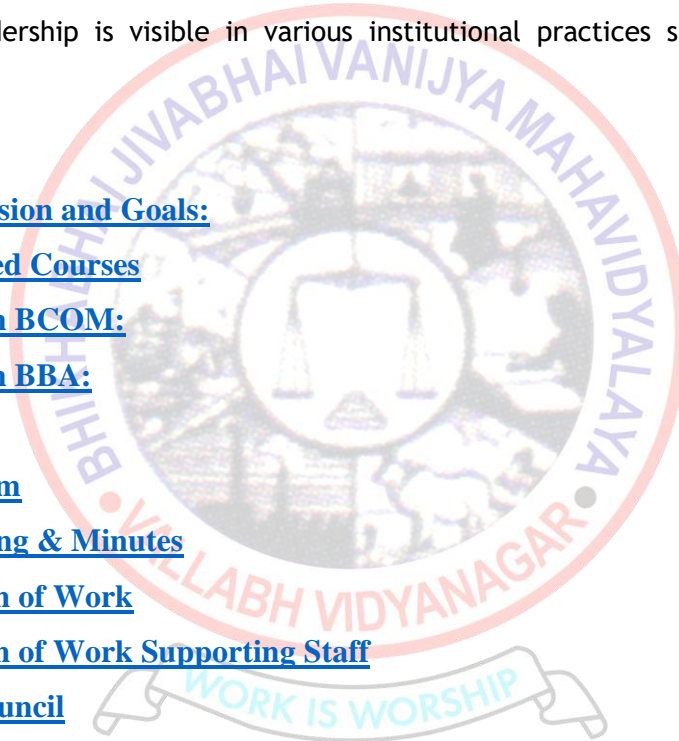 dership is visible in various institutional practices s
BHIKHABHAI JIVABHAI VANIJYA MAHAVIDYALAYA
sion and Goals:
ed Courses
n BCOM:
n BBA:
m
ng & Minutes
n of Work
n of Work Supporting Staff
uncil
• VALLABH VIDYANAGAR •
WORK IS WORSHIP